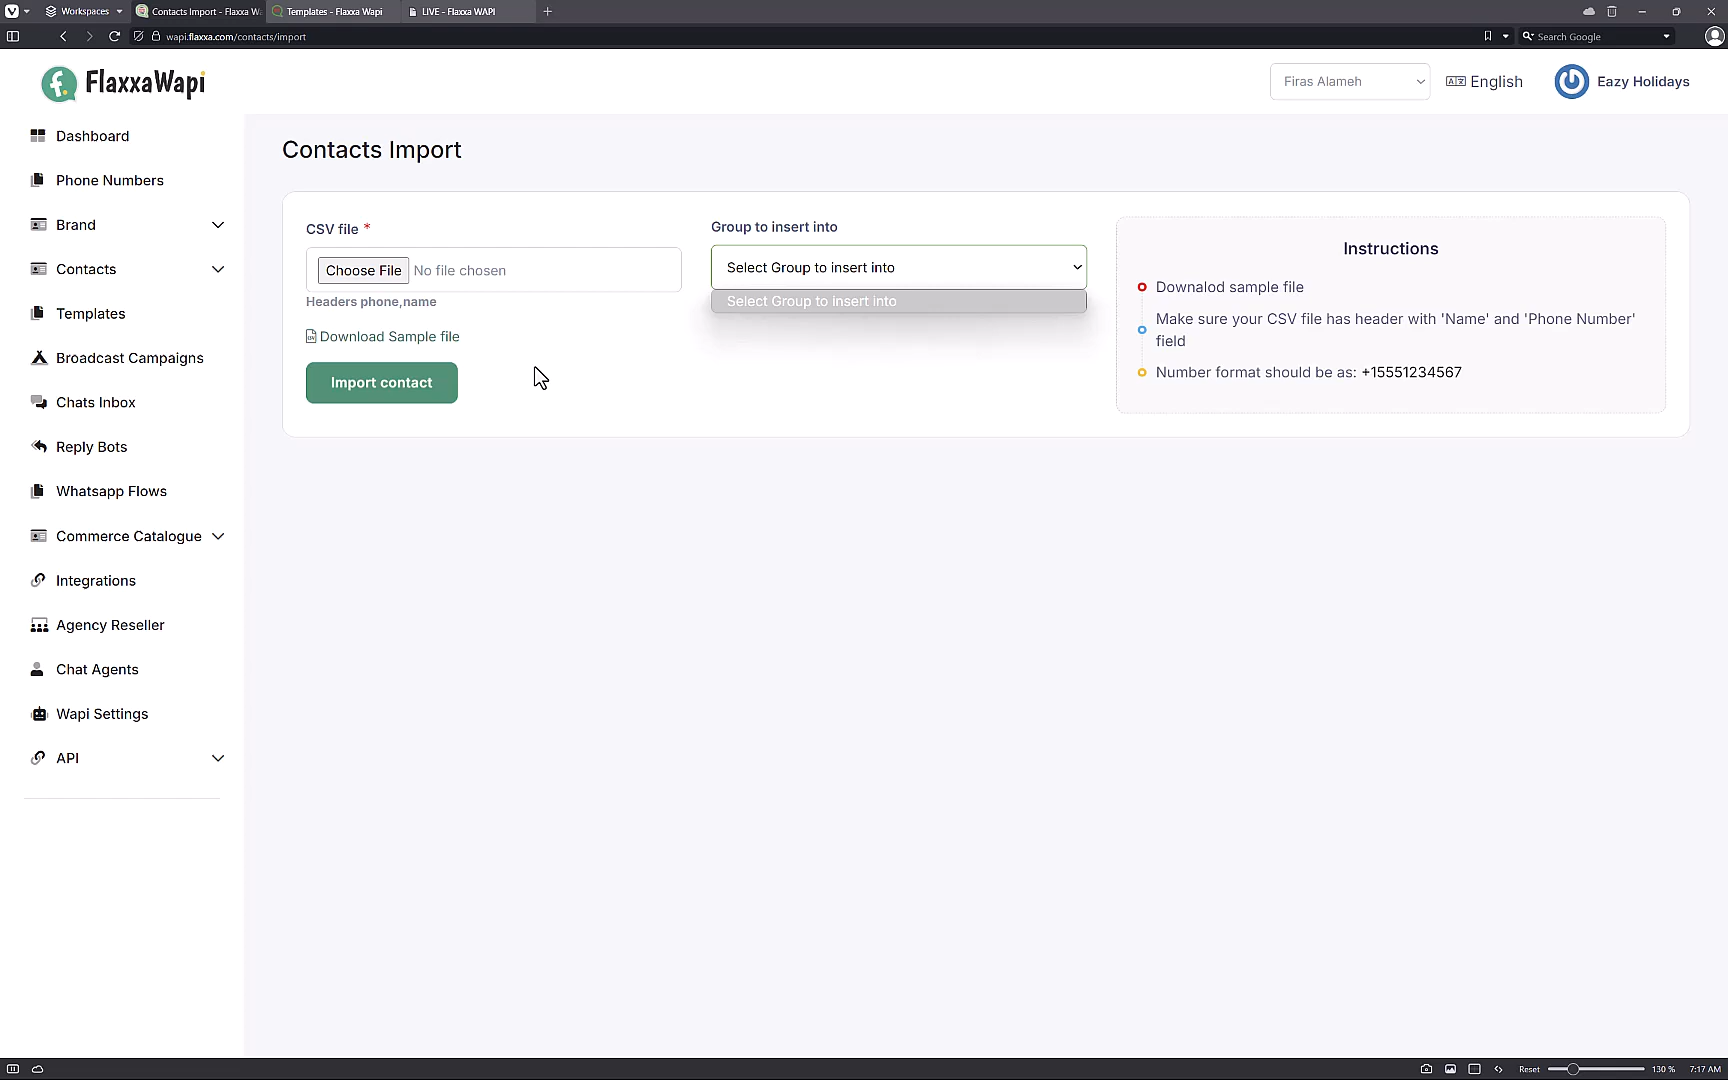 Workspaces
Contacts Import - Flaxxa W
Templates - Flaxxa Wapi
LIVE - Flaxxa WAPI
wapi.flaxxa.com/contacts/import
Search Google
FlaxxaWapi
Firas Alameh
English
Eazy Holidays
Dashboard
Phone Numbers
Brand
Contacts
Templates
Broadcast Campaigns
Chats Inbox
Reply Bots
Whatsapp Flows
Commerce Catalogue
Integrations
Agency Reseller
Chat Agents
Wapi Settings
API
Contacts Import
CSV file *
Choose File No file chosen
Headers phone,name
Download Sample file
Import contact
Group to insert into
Select Group to insert into
Select Group to insert into
Instructions
Downalod sample file
Make sure your CSV file has header with 'Name' and 'Phone Number'
field
Number format should be as: +15551234567
Reset
130 %
7:17 AM